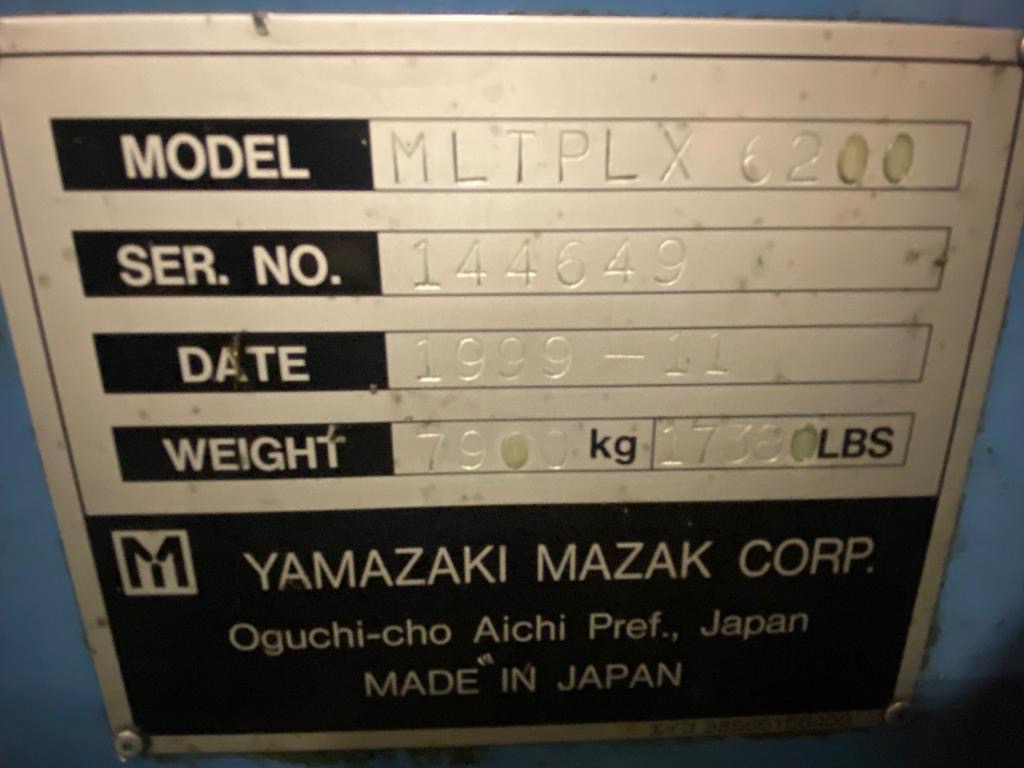 MODEL MLTPLX 6200
SER. NO. 144649
DATE 1999-11
WEIGHT 7900 kg 17380 LBS
M YAMAZAKI MAZAK CORP.
Oguchi-cho Aichi Pref., Japan
MADE IN JAPAN